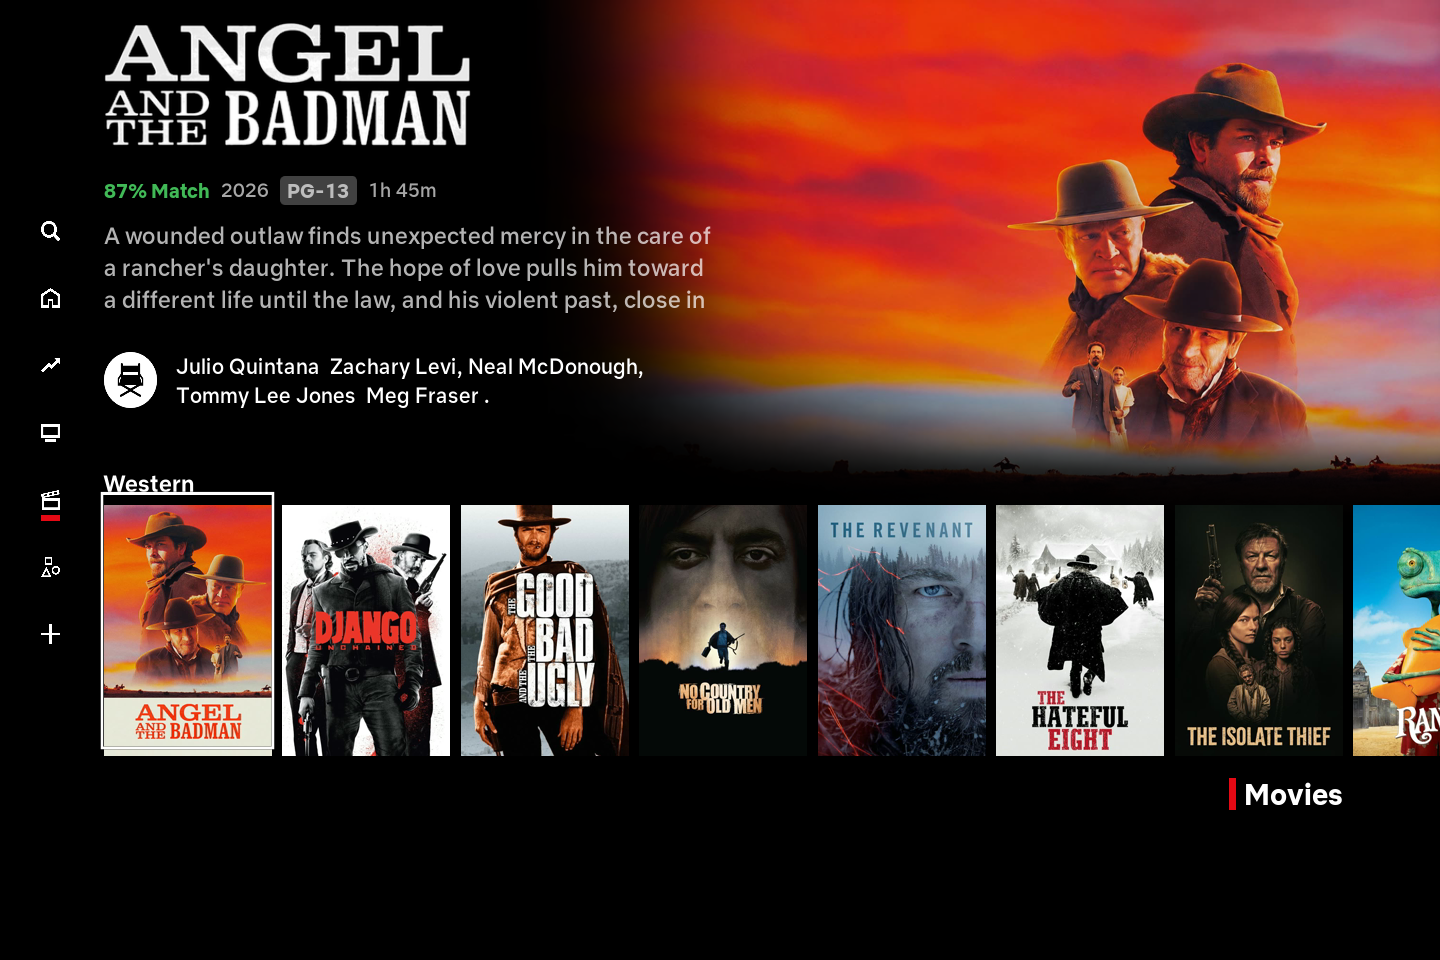 ANGEL
AND THE BADMAN
87% Match 2026 PG-13 1h 45m
A wounded outlaw finds unexpected mercy in the care of
a rancher's daughter. The hope of love pulls him toward
a different life until the law, and his violent past, close in
Julio Quintana Zachary Levi, Neal McDonough,
Tommy Lee Jones Meg Fraser .
Western
ANGEL
AND THE BADMAN
DJANGO
UNCHAINED
THE GOOD
THE BAD
AND THE UGLY
NO COUNTRY
FOR OLD MEN
THE REVENANT
THE
HATEFUL
EIGHT
THE ISOLATE THIEF
RAN
Movies